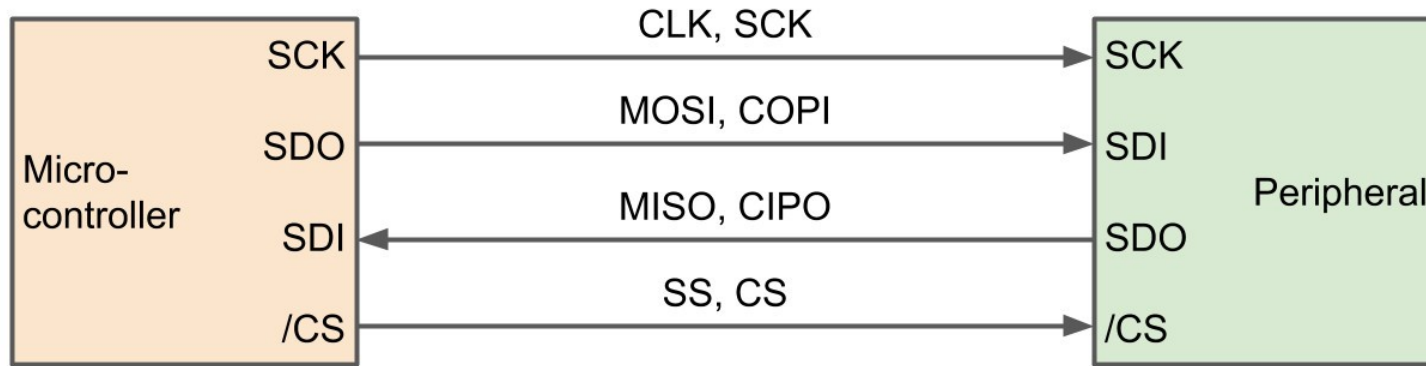 CLK, SCK
SCK
SCK
MOSI, COPI
SDO
SDI
Micro-
controller
Peripheral
MISO, CIPO
SDI
SDO
SS, CS
/CS
/CS